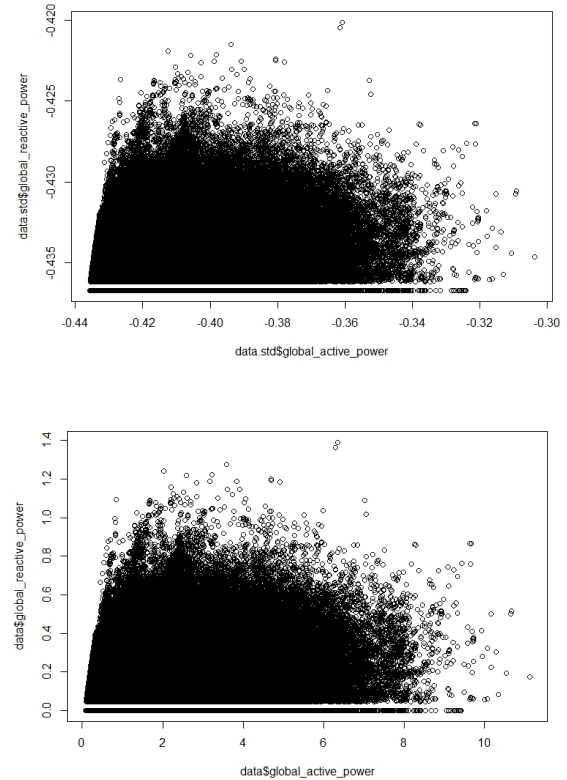 -0.420
-0.425
-0.430
-0.435
data.std$global_reactive_power
-0.44 -0.42 -0.40 -0.38 -0.36 -0.34 -0.32 -0.30
data.std$global_active_power
1.4
1.2
1.0
0.8
0.6
0.4
0.2
0.0
data$global_reactive_power
0 2 4 6 8 10
data$global_active_power